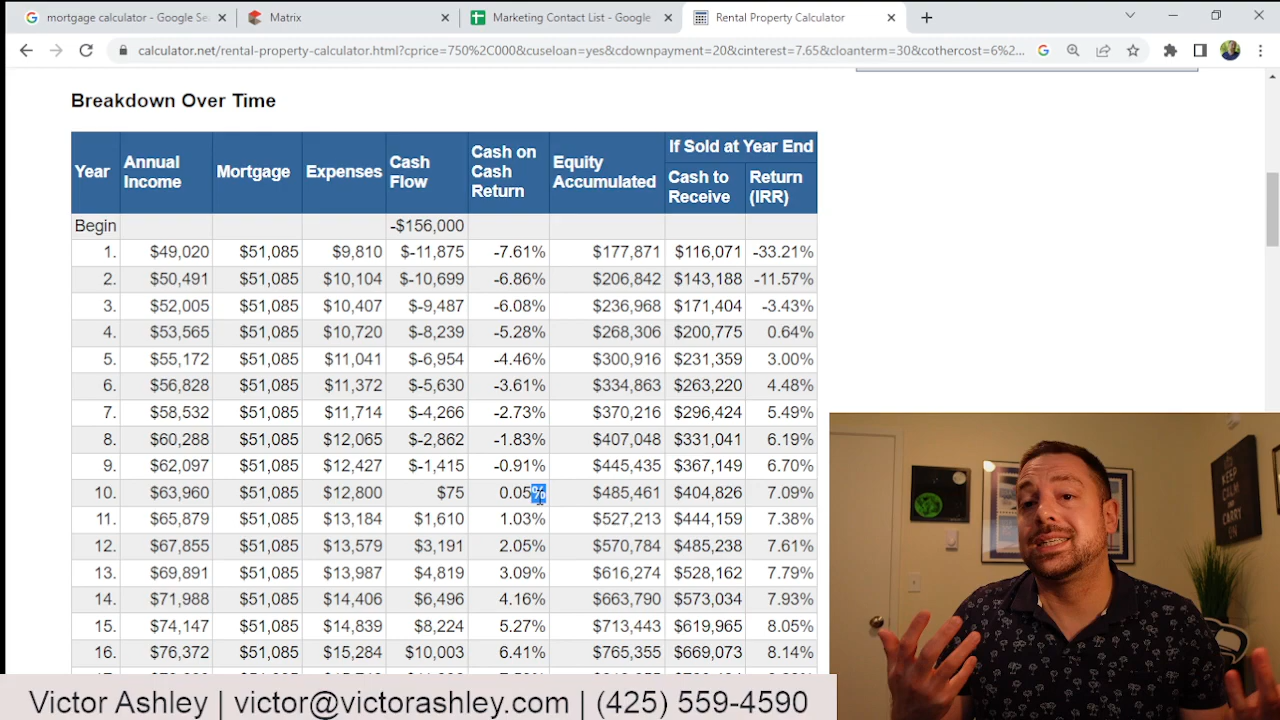 mortgage calculator - Google Se
Matrix
Marketing Contact List - Google
Rental Property Calculator
calculator.net/rental-property-calculator.html?cprice=750%2C000&cuseloan=yes&cdownpayment=20&cinterest=7.65&cloanterm=30&cothercost=6%2...
Breakdown Over Time
Year Annual Income Mortgage Expenses Cash Flow Cash on Cash Return Equity Accumulated If Sold at Year End Cash to Receive Return (IRR)
Begin -$156,000
1. $49,020 $51,085 $9,810 $-11,875 -7.61% $177,871 $116,071 -33.21%
2. $50,491 $51,085 $10,104 $-10,699 -6.86% $206,842 $143,188 -11.57%
3. $52,005 $51,085 $10,407 $-9,487 -6.08% $236,968 $171,404 -3.43%
4. $53,565 $51,085 $10,720 $-8,239 -5.28% $268,306 $200,775 0.64%
5. $55,172 $51,085 $11,041 $-6,954 -4.46% $300,916 $231,359 3.00%
6. $56,828 $51,085 $11,372 $-5,630 -3.61% $334,863 $263,220 4.48%
7. $58,532 $51,085 $11,714 $-4,266 -2.73% $370,216 $296,424 5.49%
8. $60,288 $51,085 $12,065 $-2,862 -1.83% $407,048 $331,041 6.19%
9. $62,097 $51,085 $12,427 $-1,415 -0.91% $445,435 $367,149 6.70%
10. $63,960 $51,085 $12,800 $75 0.05% $485,461 $404,826 7.09%
11. $65,879 $51,085 $13,184 $1,610 1.03% $527,213 $444,159 7.38%
12. $67,855 $51,085 $13,579 $3,191 2.05% $570,784 $485,238 7.61%
13. $69,891 $51,085 $13,987 $4,819 3.09% $616,274 $528,162 7.79%
14. $71,988 $51,085 $14,406 $6,496 4.16% $663,790 $573,034 7.93%
15. $74,147 $51,085 $14,839 $8,224 5.27% $713,443 $619,965 8.05%
16. $76,372 $51,085 $15,284 $10,003 6.41% $765,355 $669,073 8.14%
KEEP
CALM
Victor Ashley | victor@victorashley.com | (425) 559-4590